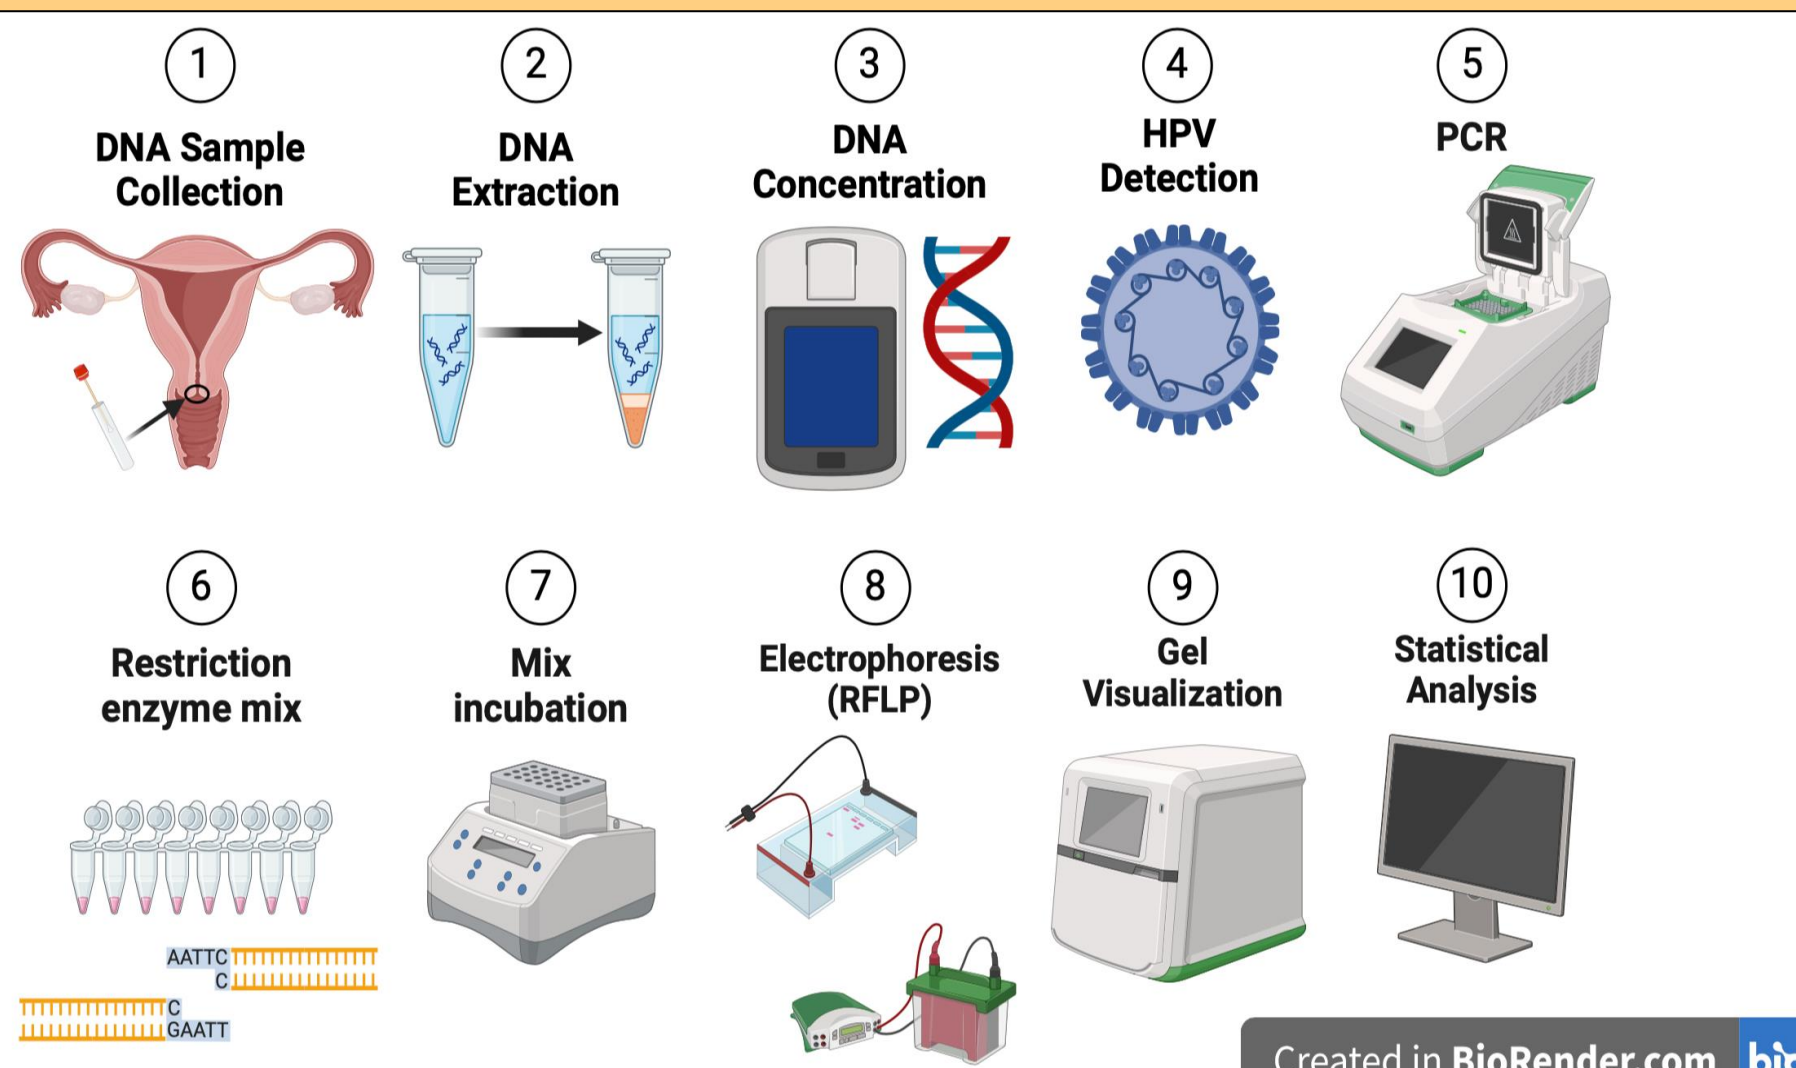 1
DNA Sample
Collection
2
DNA
Extraction
3
DNA
Concentration
4
HPV
Detection
5
PCR
6
Restriction
enzyme mix
AATTC
C
C
GAATT
7
Mix
incubation
8
Electrophoresis
(RFLP)
9
Gel
Visualization
10
Statistical
Analysis
Created in BioRender.com